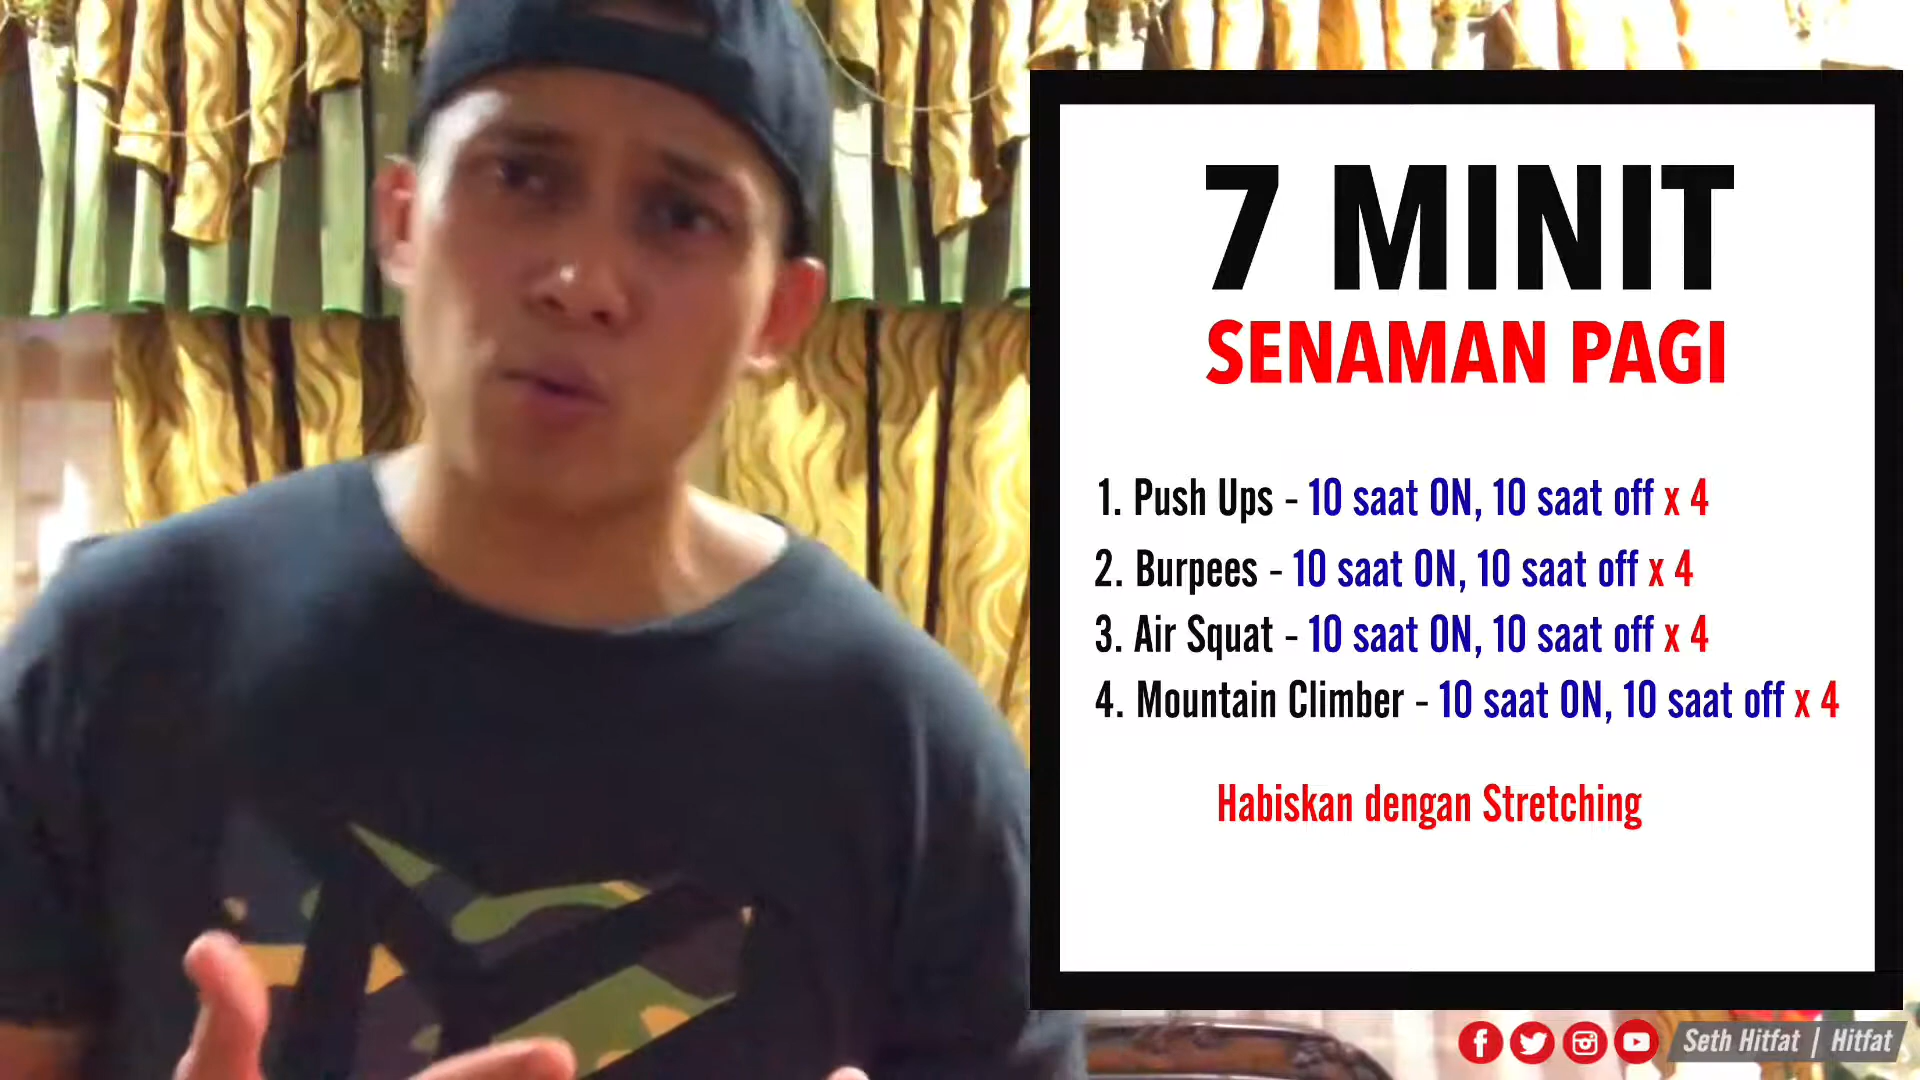 7 MINIT
SENAMAN PAGI
1. Push Ups - 10 saat ON, 10 saat off x 4
2. Burpees - 10 saat ON, 10 saat off x 4
3. Air Squat - 10 saat ON, 10 saat off x 4
4. Mountain Climber - 10 saat ON, 10 saat off x 4
Habiskan dengan Stretching
Seth Hitfat | Hitfat